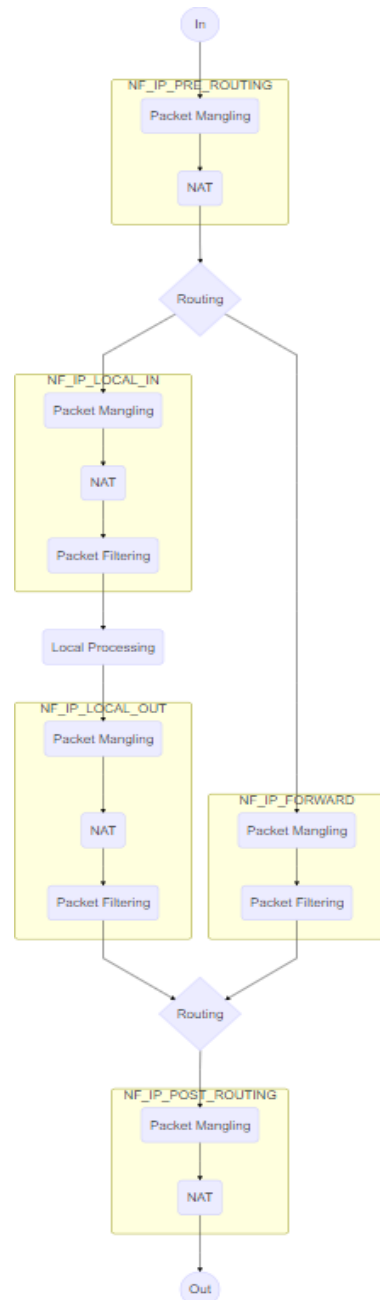 In
NF_IP_PRE_ROUTING
Packet Mangling
NAT
Routing
NF_IP_LOCAL_IN
Packet Mangling
NAT
Packet Filtering
Local Processing
NF_IP_LOCAL_OUT
Packet Mangling
NAT
Packet Filtering
NF_IP_FORWARD
Packet Mangling
Packet Filtering
Routing
NF_IP_POST_ROUTING
Packet Mangling
NAT
Out